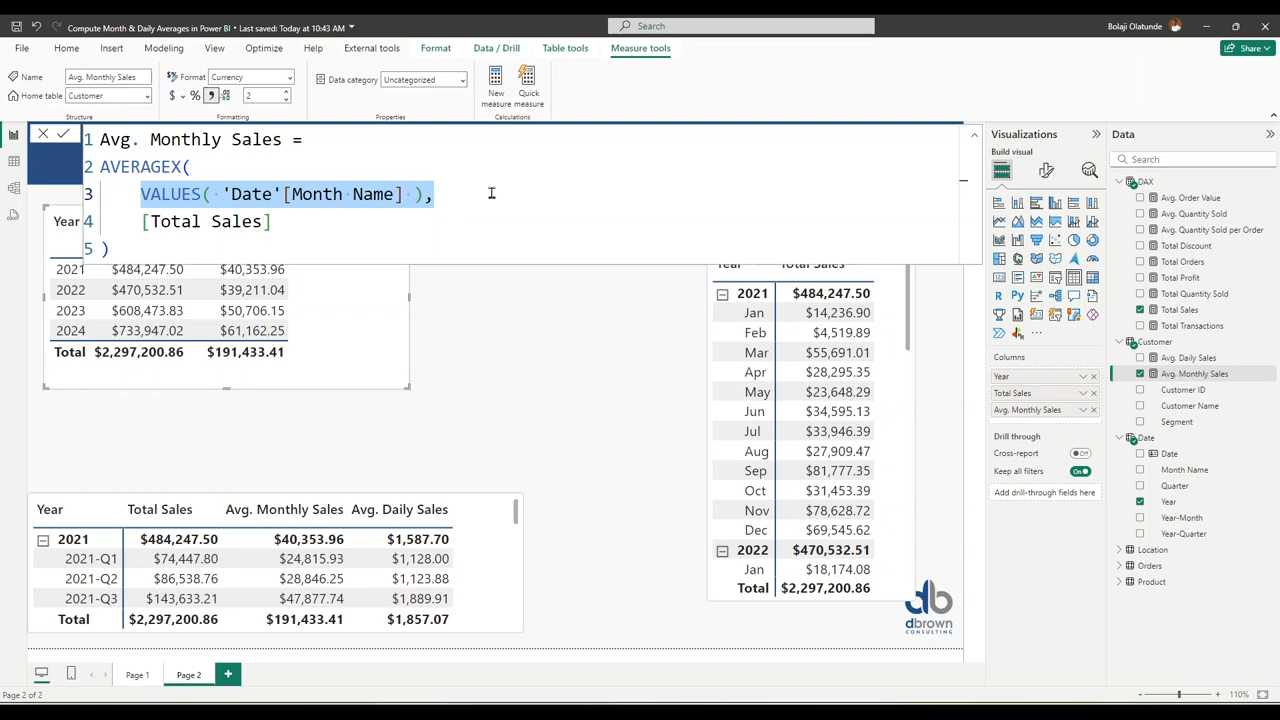 Compute Month & Daily Averages in Power BI • Last saved: Today at 10:43 AM
Search
Bolaji Olatunde
File Home Insert Modeling View Optimize Help External tools Format Data / Drill Table tools Measure tools
Share
Name Avg. Monthly Sales
Home table Customer
Structure
Format Currency
$ % 2
Formatting
Data category Uncategorized
Properties
New measure
Quick measure
Calculations
1 Avg. Monthly Sales =
2 AVERAGEX(
3 VALUES( 'Date'[Month Name] ),
4 [Total Sales]
5 )
Year
2021 $484,247.50 $40,353.96
2022 $470,532.51 $39,211.04
2023 $608,473.83 $50,706.15
2024 $733,947.02 $61,162.25
Total $2,297,200.86 $191,433.41
Year Total Sales
2021 $484,247.50
Jan $14,236.90
Feb $4,519.89
Mar $55,691.01
Apr $28,295.35
May $23,648.29
Jun $34,595.13
Jul $33,946.39
Aug $27,909.47
Sep $81,777.35
Oct $31,453.39
Nov $78,628.72
Dec $69,545.62
2022 $470,532.51
Jan $18,174.08
Total $2,297,200.86
Year Total Sales Avg. Monthly Sales Avg. Daily Sales
2021 $484,247.50 $40,353.96 $1,587.70
2021-Q1 $74,447.80 $24,815.93 $1,128.00
2021-Q2 $86,538.76 $28,846.25 $1,123.88
2021-Q3 $143,633.21 $47,877.74 $1,889.91
Total $2,297,200.86 $191,433.41 $1,857.07
db
dbrown
CONSULTING
Visualizations
Build visual
R Py
Columns
Year
Total Sales
Avg. Monthly Sales
Drill through
Cross-report Off
Keep all filters On
Add drill-through fields here
Data
Search
DAX
Avg. Order Value
Avg. Quantity Sold
Avg. Quantity Sold per Order
Total Discount
Total Orders
Total Profit
Total Quantity Sold
Total Sales
Total Transactions
Customer
Avg. Daily Sales
Avg. Monthly Sales
Customer ID
Customer Name
Segment
Date
Date
Month Name
Quarter
Year
Year-Month
Year-Quarter
Location
Orders
Product
Page 1
Page 2
Page 2 of 2
110%